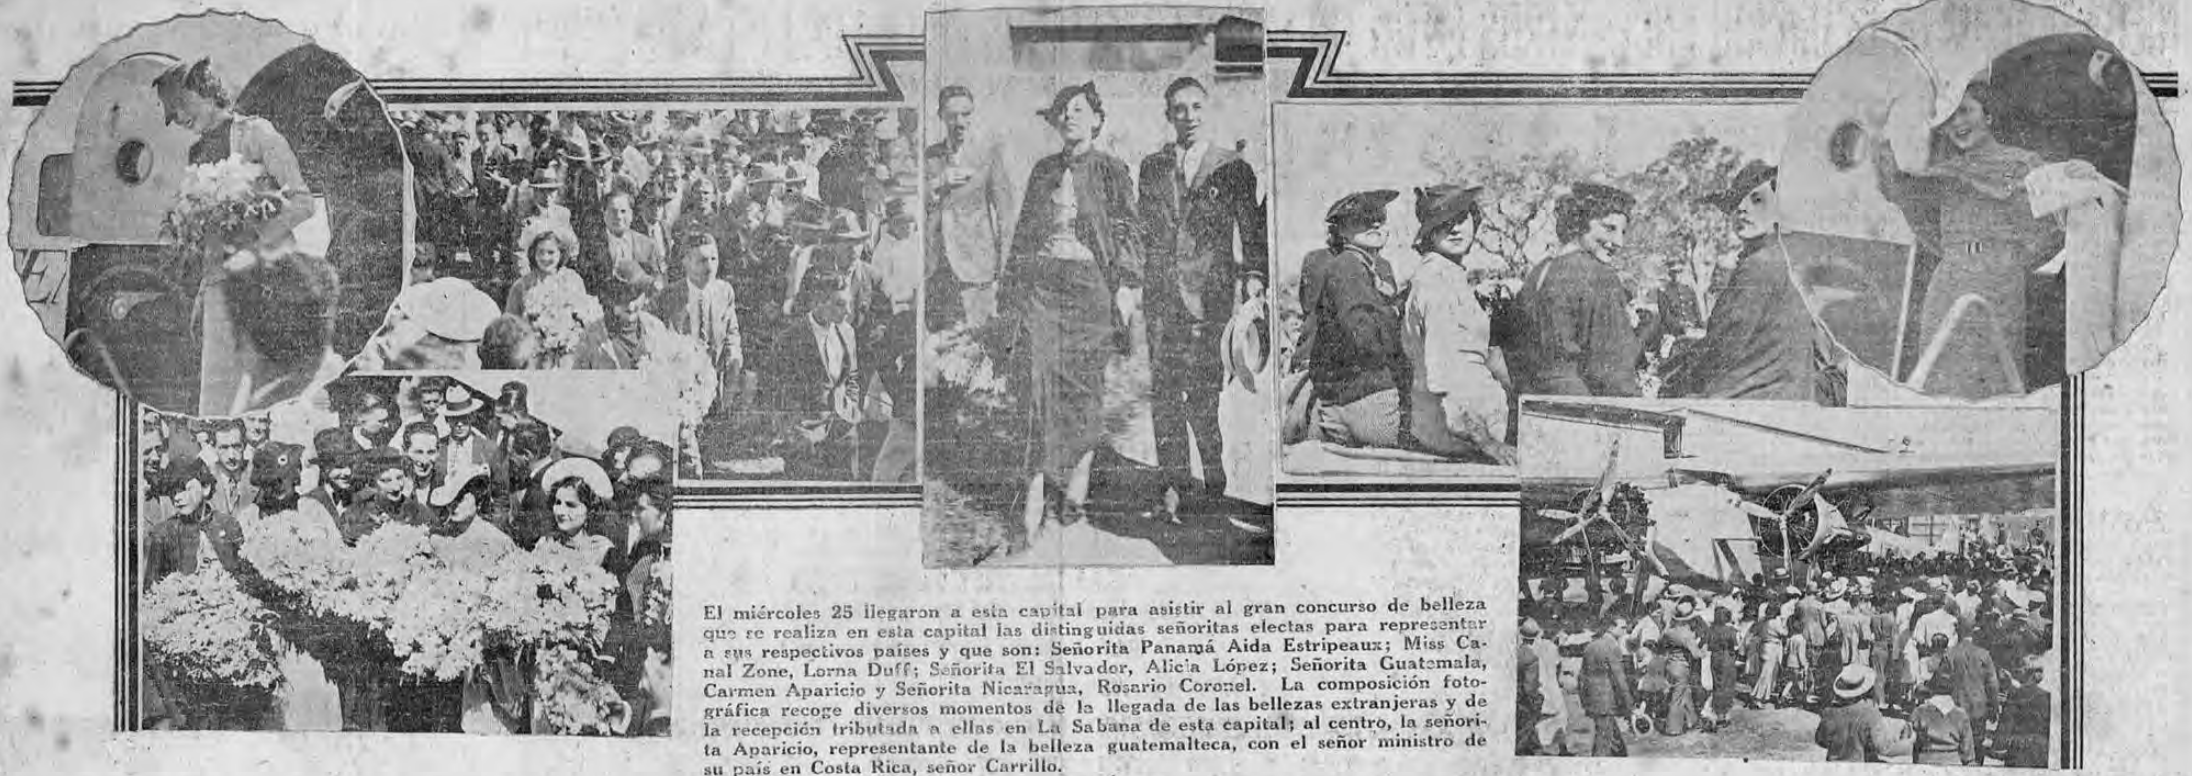 El miércoles 25 llegaron a esta capital para asistir al gran concurso de belleza
que se realiza en esta capital las distinguidas señoritas electas para representar
a sus respectivos países y que son: Señorita Panamá Aida Estripeaux; Miss Ca-
nal Zone, Lorna Duff; Señorita El Salvador, Alicia López; Señorita Guatemala,
Carmen Aparicio y Señorita Nicaragua, Rosario Coronel. La composición foto-
gráfica recoge diversos momentos de la llegada de las bellezas extranjeras y de
la recepción tributada a ellas en La Sabana de esta capital; al centro, la señori-
ta Aparicio, representante de la belleza guatemalteca, con el señor ministro de
su país en Costa Rica, señor Carrillo.